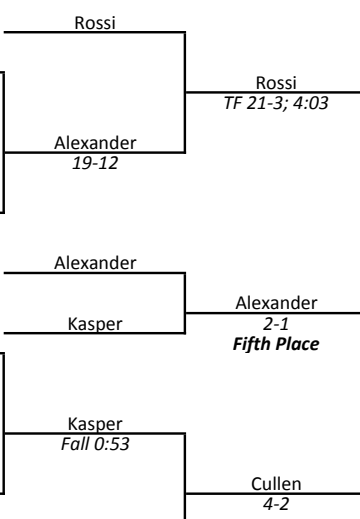 Rossi
Rossi
TF 21-3; 4:03
Alexander
19-12
Alexander
Alexander
2-1
Fifth Place
Kasper
Kasper
Fall 0:53
Cullen
4-2